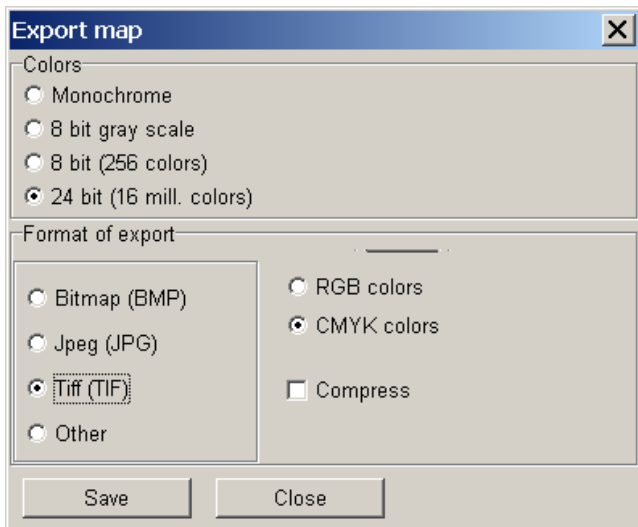 Export map
Colors
Monochrome
8 bit gray scale
8 bit (256 colors)
24 bit (16 mill. colors)
Format of export
Bitmap (BMP)
Jpeg (JPG)
Tiff (TIF)
Other
RGB colors
CMYK colors
Compress
Save
Close